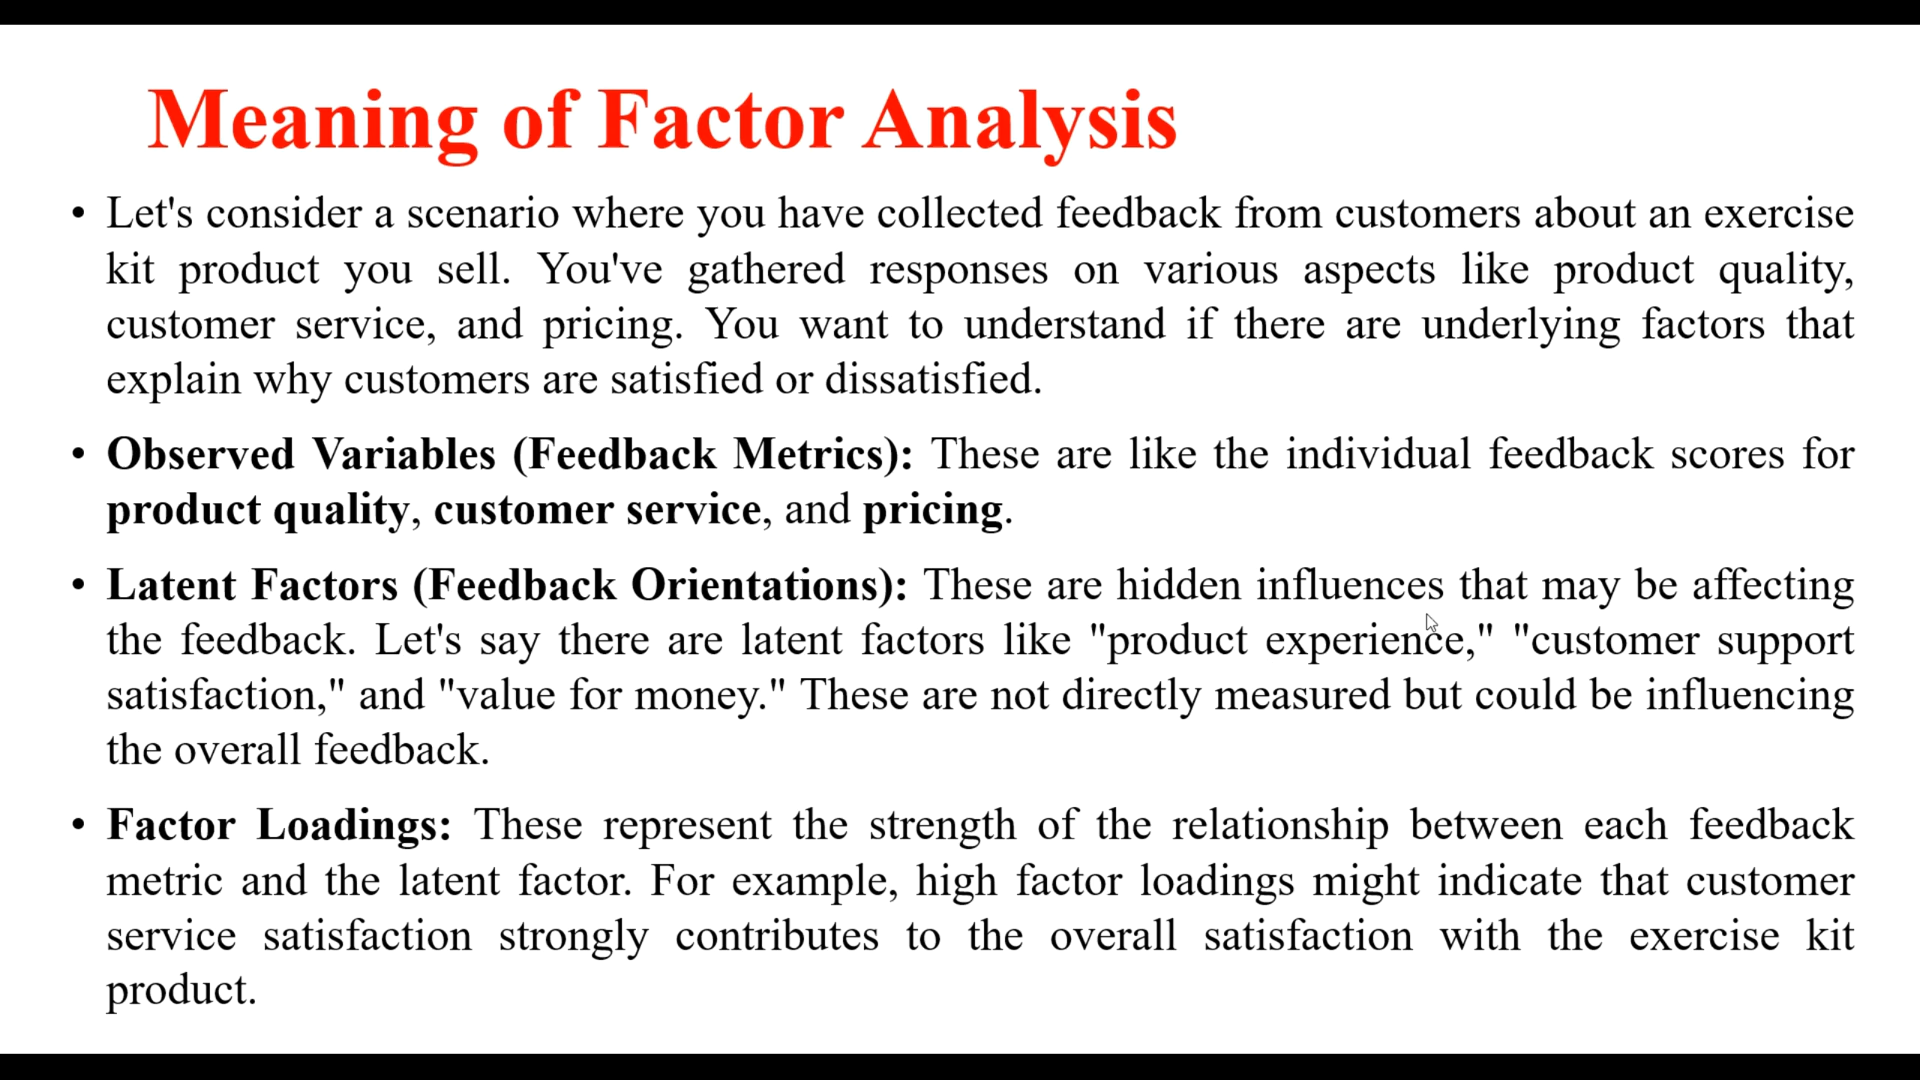 Meaning of Factor Analysis
• Let's consider a scenario where you have collected feedback from customers about an exercise
kit product you sell. You've gathered responses on various aspects like product quality,
customer service, and pricing. You want to understand if there are underlying factors that
explain why customers are satisfied or dissatisfied.
• Observed Variables (Feedback Metrics): These are like the individual feedback scores for
product quality, customer service, and pricing.
• Latent Factors (Feedback Orientations): These are hidden influences that may be affecting
the feedback. Let's say there are latent factors like "product experience," "customer support
satisfaction," and "value for money." These are not directly measured but could be influencing
the overall feedback.
• Factor Loadings: These represent the strength of the relationship between each feedback
metric and the latent factor. For example, high factor loadings might indicate that customer
service satisfaction strongly contributes to the overall satisfaction with the exercise kit
product.